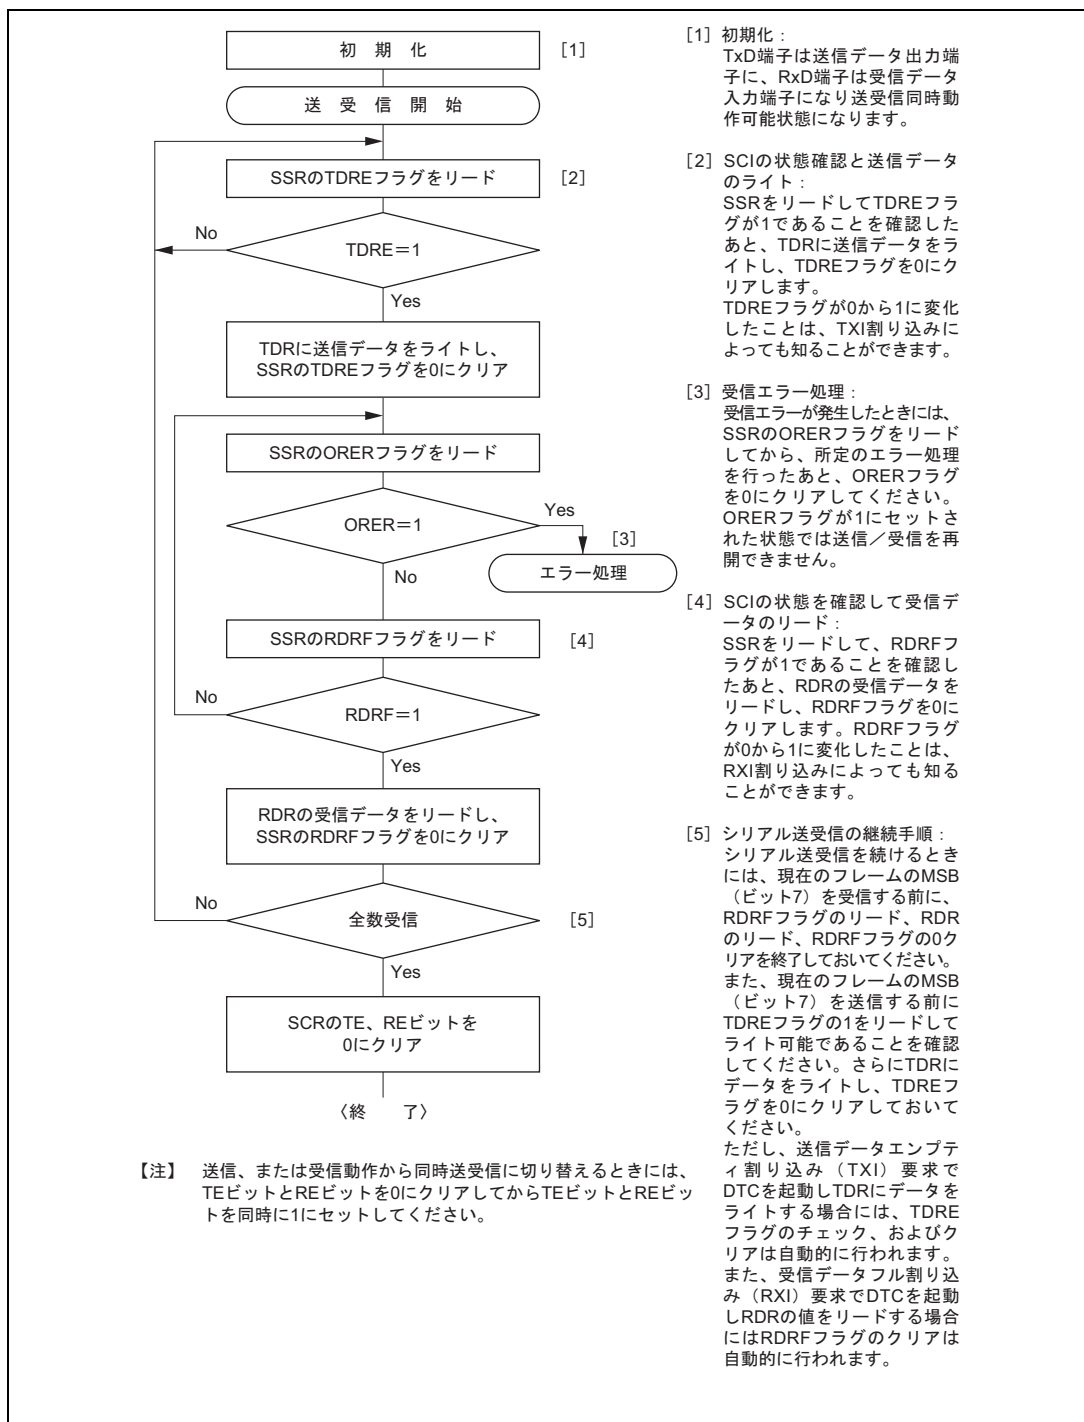 初　期　化　[1]
送　受　信　開　始
SSRのTDREフラグをリード　[2]
No
TDRE＝1
Yes
TDRに送信データをライトし、
SSRのTDREフラグを0にクリア
SSRのORERフラグをリード
Yes
ORER＝1
[3]
エラー処理
No
SSRのRDRFフラグをリード　[4]
No
RDRF＝1
Yes
RDRの受信データをリードし、
SSRのRDRFフラグを0にクリア
No
全数受信　[5]
Yes
SCRのTE、REビットを
0にクリア
〈終　　了〉
【注】　送信、または受信動作から同時送受信に切り替えるときには、
TEビットとREビットを0にクリアしてからTEビットとREビッ
トを同時に1にセットしてください。
[1] 初期化：
TxD端子は送信データ出力端
子に、RxD端子は受信データ
入力端子になり送受信同時動
作可能状態になります。
[2] SCIの状態確認と送信データ
のライト：
SSRをリードしてTDREフラ
グが1であることを確認した
あと、TDRに送信データをラ
イトし、TDREフラグを0にク
リアします。
TDREフラグが0から1に変化
したことは、TXI割り込みに
よっても知ることができます。
[3] 受信エラー処理：
受信エラーが発生したときには、
SSRのORERフラグをリード
してから、所定のエラー処理
を行ったあと、ORERフラグ
を0にクリアしてください。
ORERフラグが1にセットさ
れた状態では送信／受信を再
開できません。
[4] SCIの状態を確認して受信デ
ータのリード：
SSRをリードして、RDRFフ
ラグが1であることを確認し
たあと、RDRの受信データを
リードし、RDRFフラグを0に
クリアします。RDRFフラグ
が0から1に変化したことは、
RXI割り込みによっても知る
ことができます。
[5] シリアル送受信の継続手順：
シリアル送受信を続けるとき
には、現在のフレームのMSB
（ビット7）を受信する前に、
RDRFフラグのリード、RDR
のリード、RDRFフラグの0ク
リアを終了しておいてください。
また、現在のフレームのMSB
（ビット7）を送信する前に
TDREフラグの1をリードして
ライト可能であることを確認
してください。さらにTDRに
データをライトし、TDREフ
ラグを0にクリアしておいて
ください。
ただし、送信データエンプテ
ィ割り込み（TXI）要求で
DTCを起動しTDRにデータを
ライトする場合には、TDRE
フラグのチェック、およびク
リアは自動的に行われます。
また、受信データフル割り込
み（RXI）要求でDTCを起動
しRDRの値をリードする場合
にはRDRFフラグのクリアは
自動的に行われます。